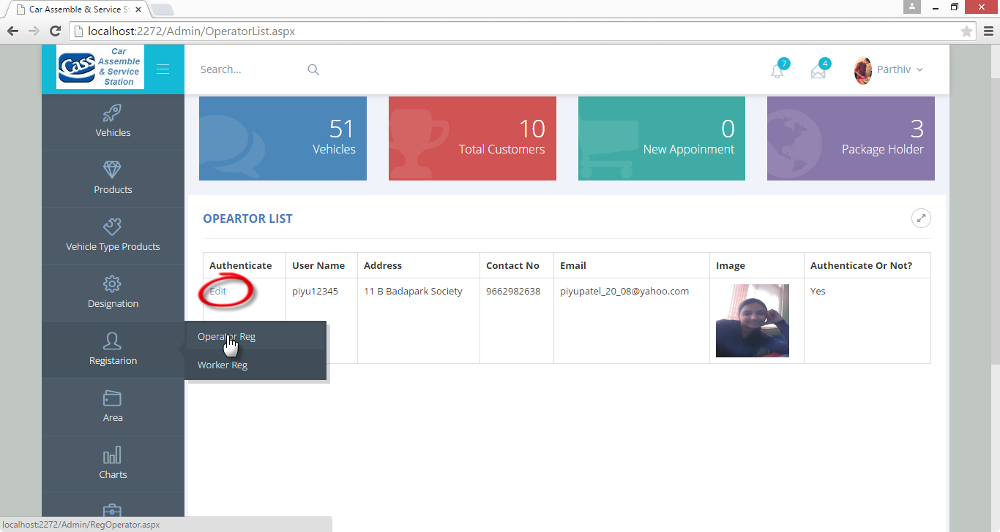 Car Assemble & Service St
localhost:2272/Admin/OperatorList.aspx
Cass
Car
Assemble
& Service
Station
Search...
7
4
Parthiv
51
Vehicles
10
Total Customers
0
New Appoinment
3
Package Holder
Vehicles
Products
Vehicle Type Products
Designation
Registarion
Area
Charts
Operator Reg
Worker Reg
OPEARTOR LIST
Authenticate User Name Address Contact No Email Image Authenticate Or Not?
Edit piyu12345 11 B Badapark Society 9662982638 piyupatel_20_08@yahoo.com Yes
localhost:2272/Admin/RegOperator.aspx